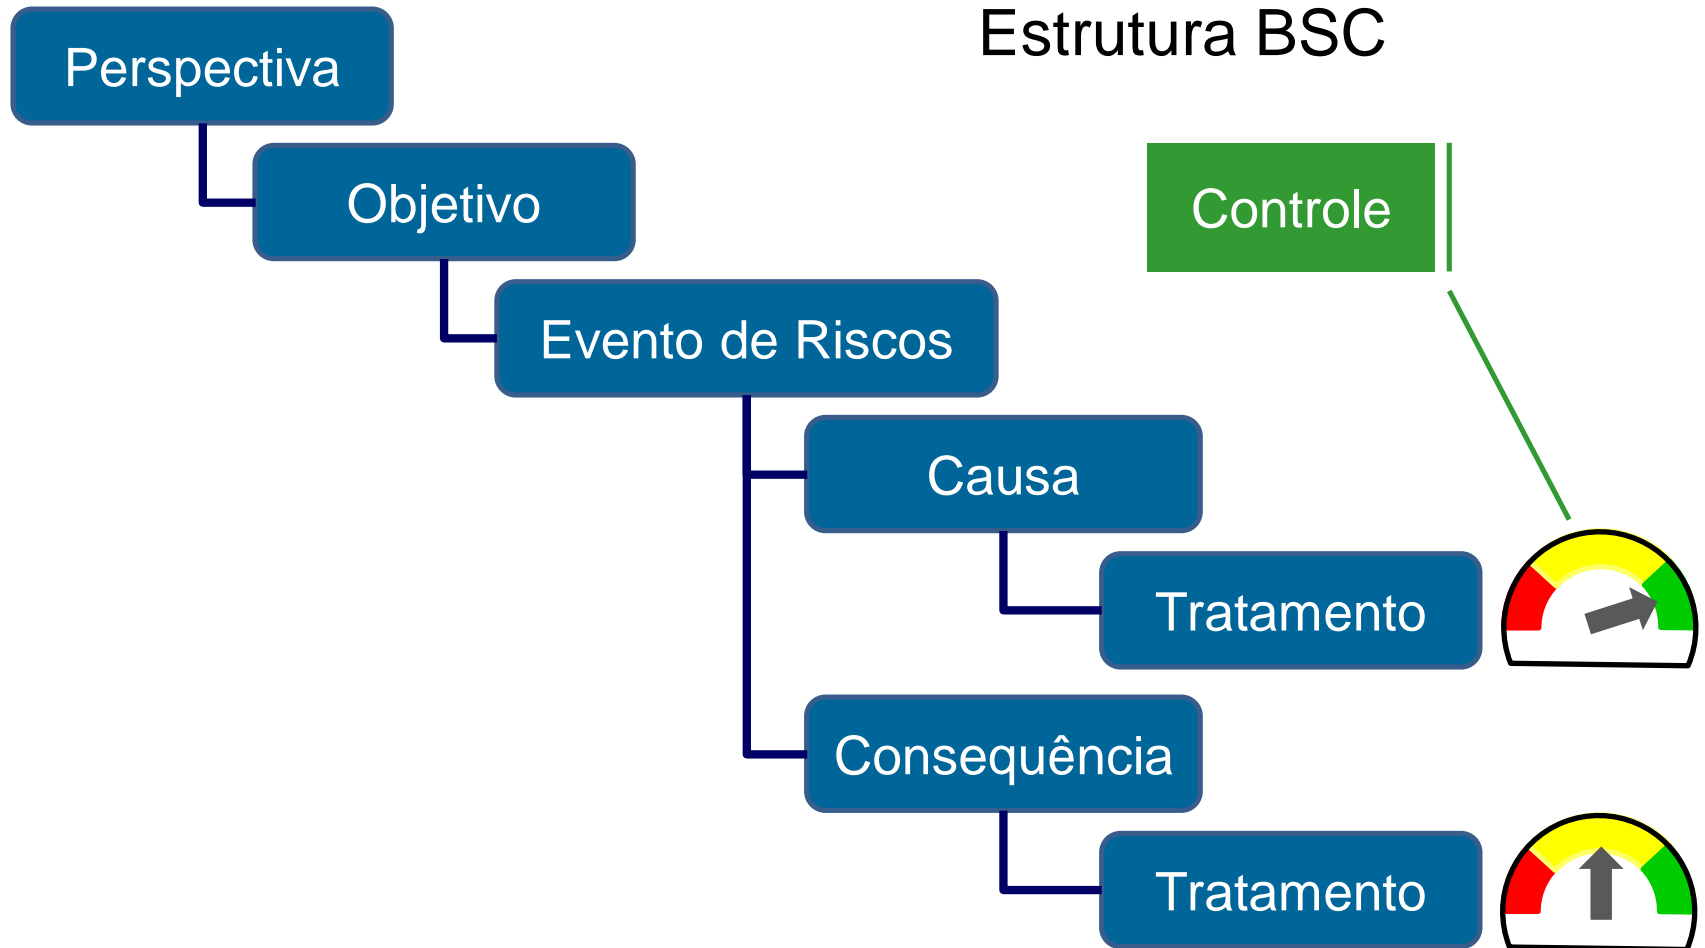 Estrutura BSC
Perspectiva
Objetivo
Controle
Evento de Riscos
Causa
Tratamento
Consequência
Tratamento